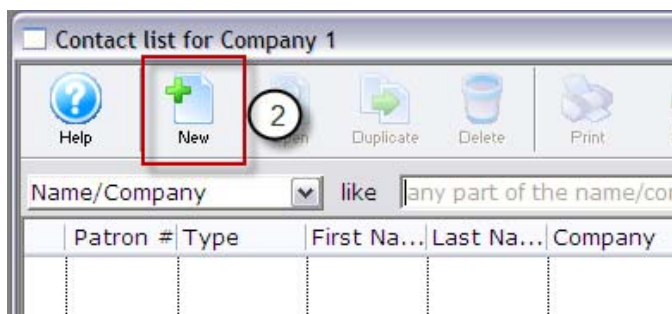 Contact list for Company 1
Help New 2 Open Duplicate Delete Print
Name/Company like any part of the name/co
Patron # Type First Na... Last Na... Company